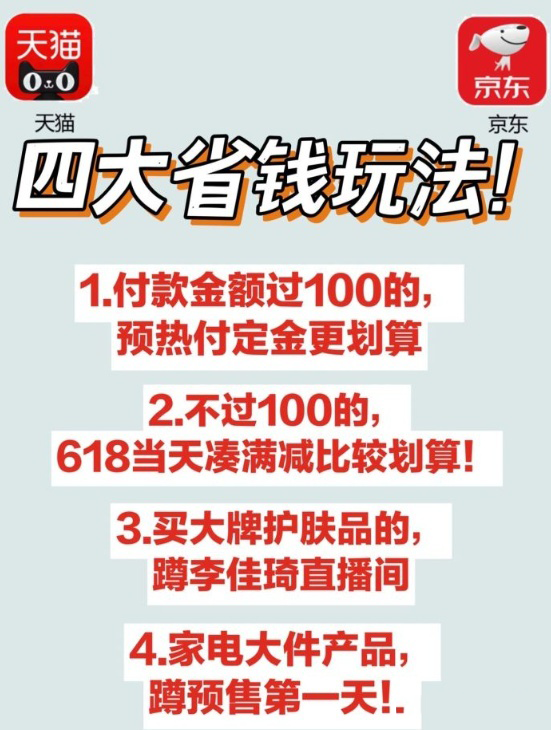 天猫
京东
天猫
京东
四大省钱玩法!
1.付款金额过100的,
预热付定金更划算
2.不过100的,
618当天凑满减比较划算!
3.买大牌护肤品的,
蹲李佳琦直播间
4.家电大件产品,
蹲预售第一天!.